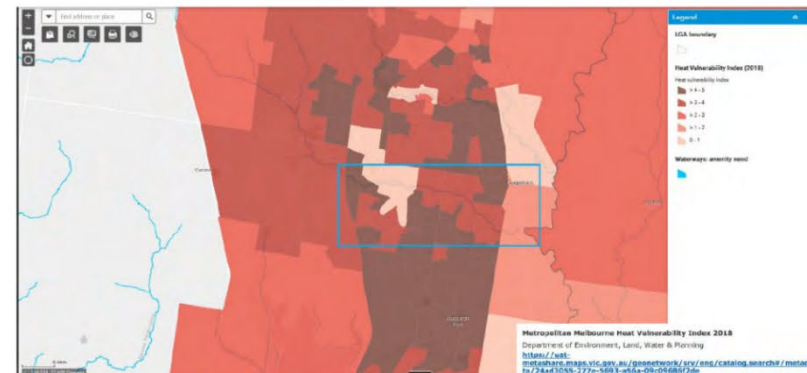 Find address or place
Legend
LGA boundary
Heat Vulnerability Index (2018)
Heat vulnerability index
> 4 - 5
> 3 - 4
> 2 - 3
> 1 - 2
0 - 1
Waterways: amenity need
Metropolitan Melbourne Heat Vulnerability Index 2018
Department of Environment, Land, Water & Planning
https://uat-
metashare.maps.vic.gov.au/geonetwork/srv/eng/catalog.search#/metada